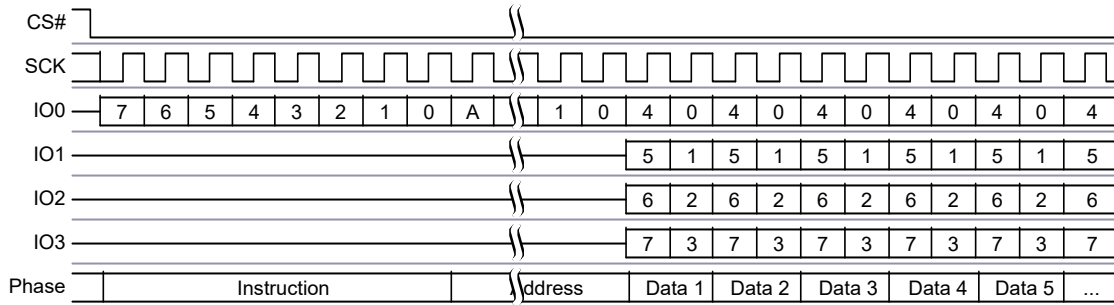 CS#
SCK
IO0 7 6 5 4 3 2 1 0 A 1 0 4 0 4 0 4 0 4 0 4 0 4
IO1 5 1 5 1 5 1 5 1 5 1 5
IO2 6 2 6 2 6 2 6 2 6 2 6
IO3 7 3 7 3 7 3 7 3 7 3 7
Phase Instruction Address Data 1 Data 2 Data 3 Data 4 Data 5 ...